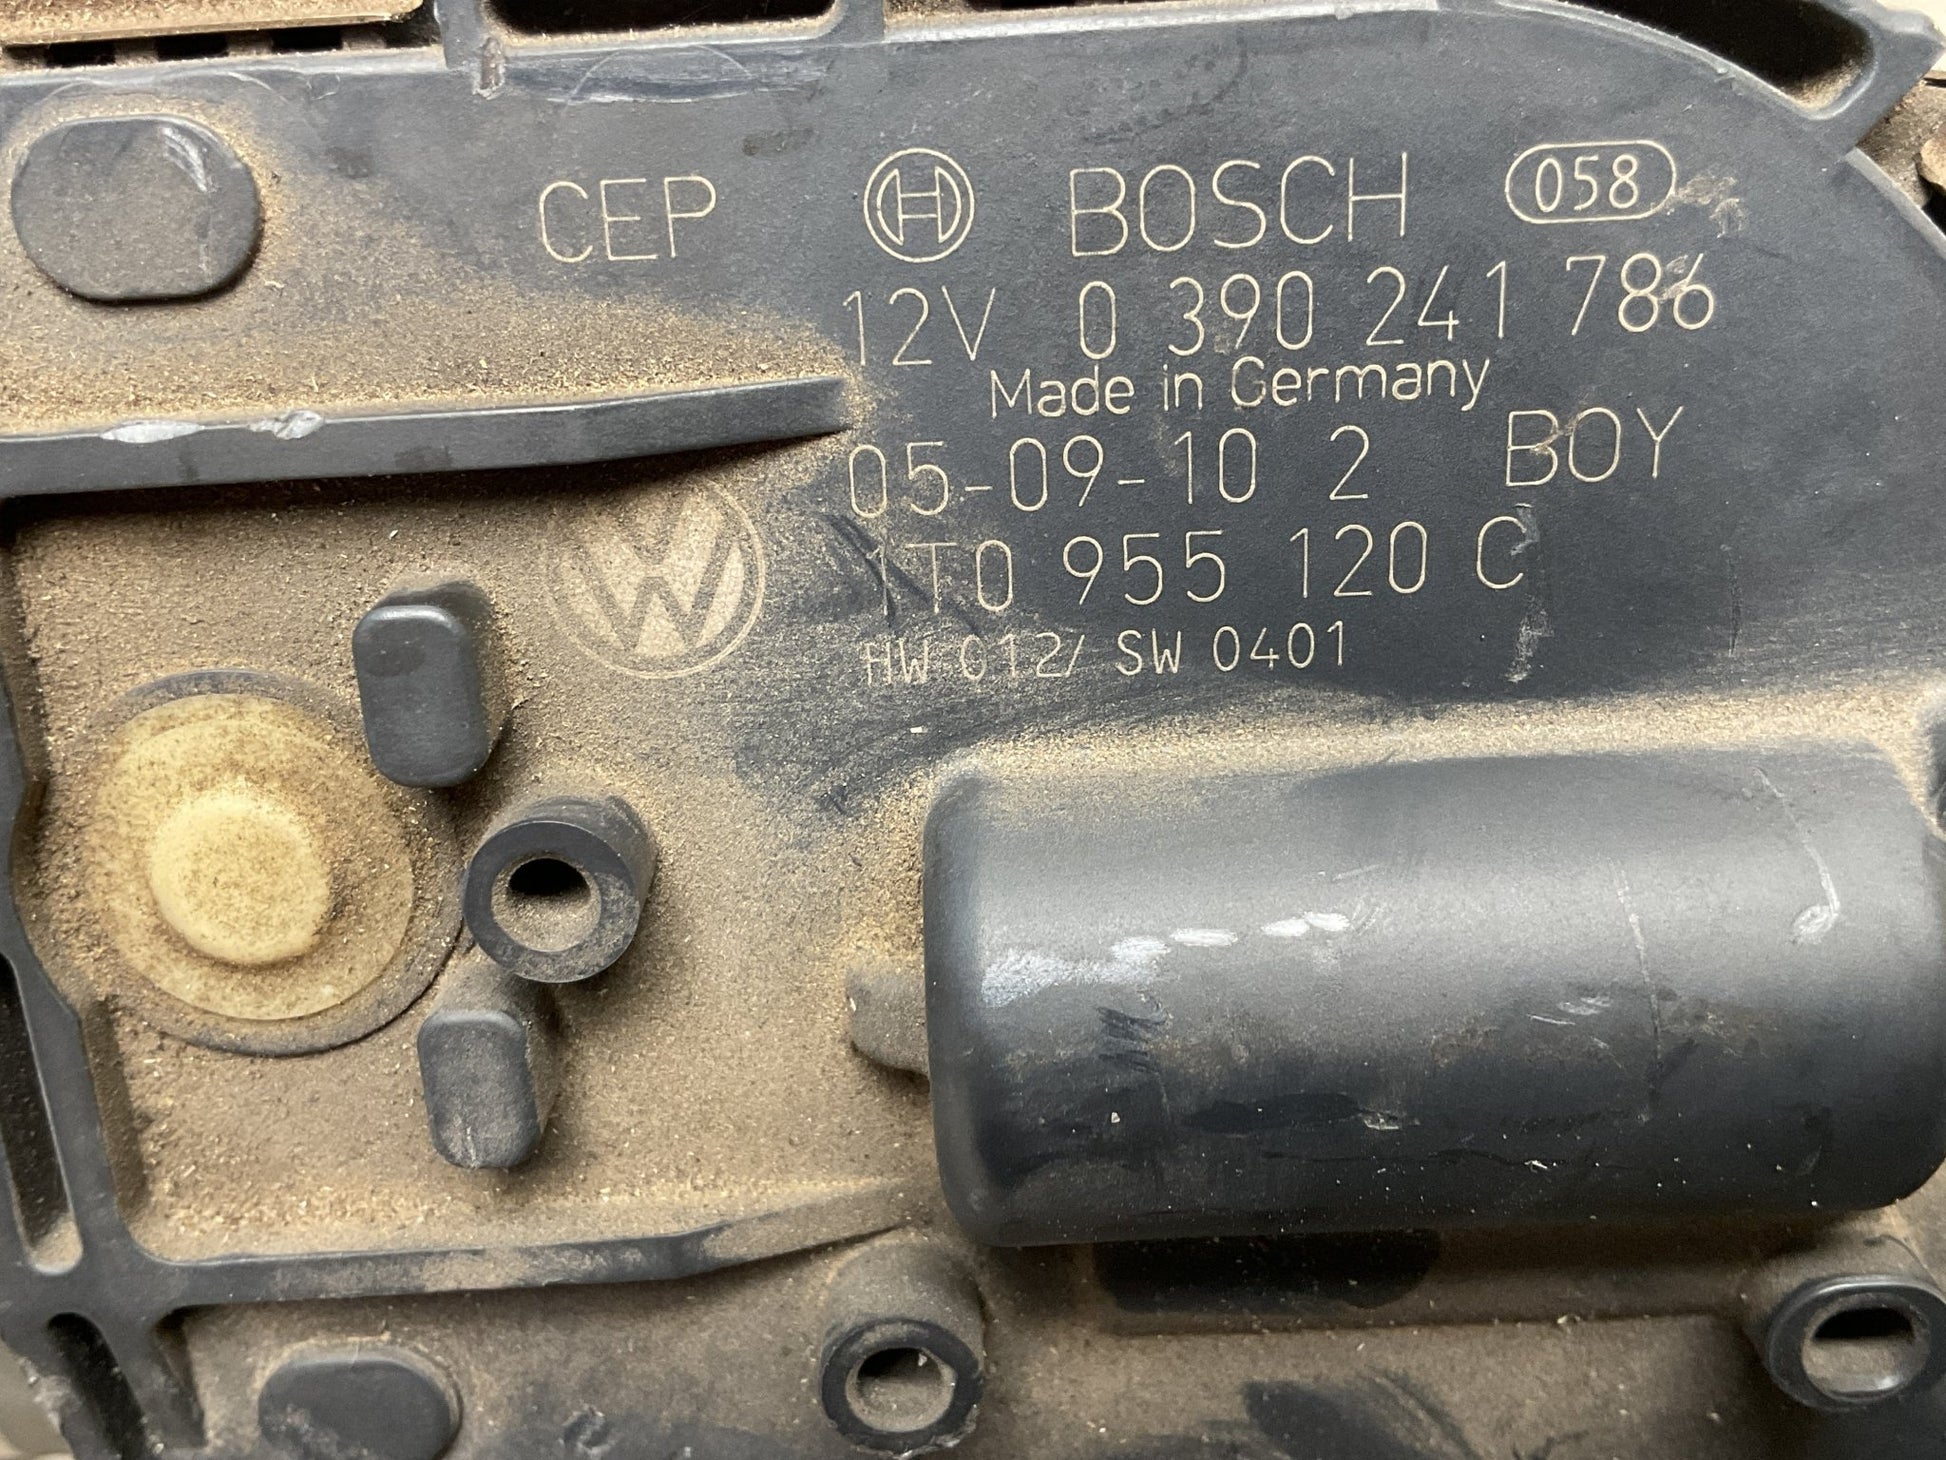 CEP BOSCH 058
12V 0 390 241 786
Made in Germany
05-09-10 2 BOY
1T0 955 120 C
HW 012/ SW 0401